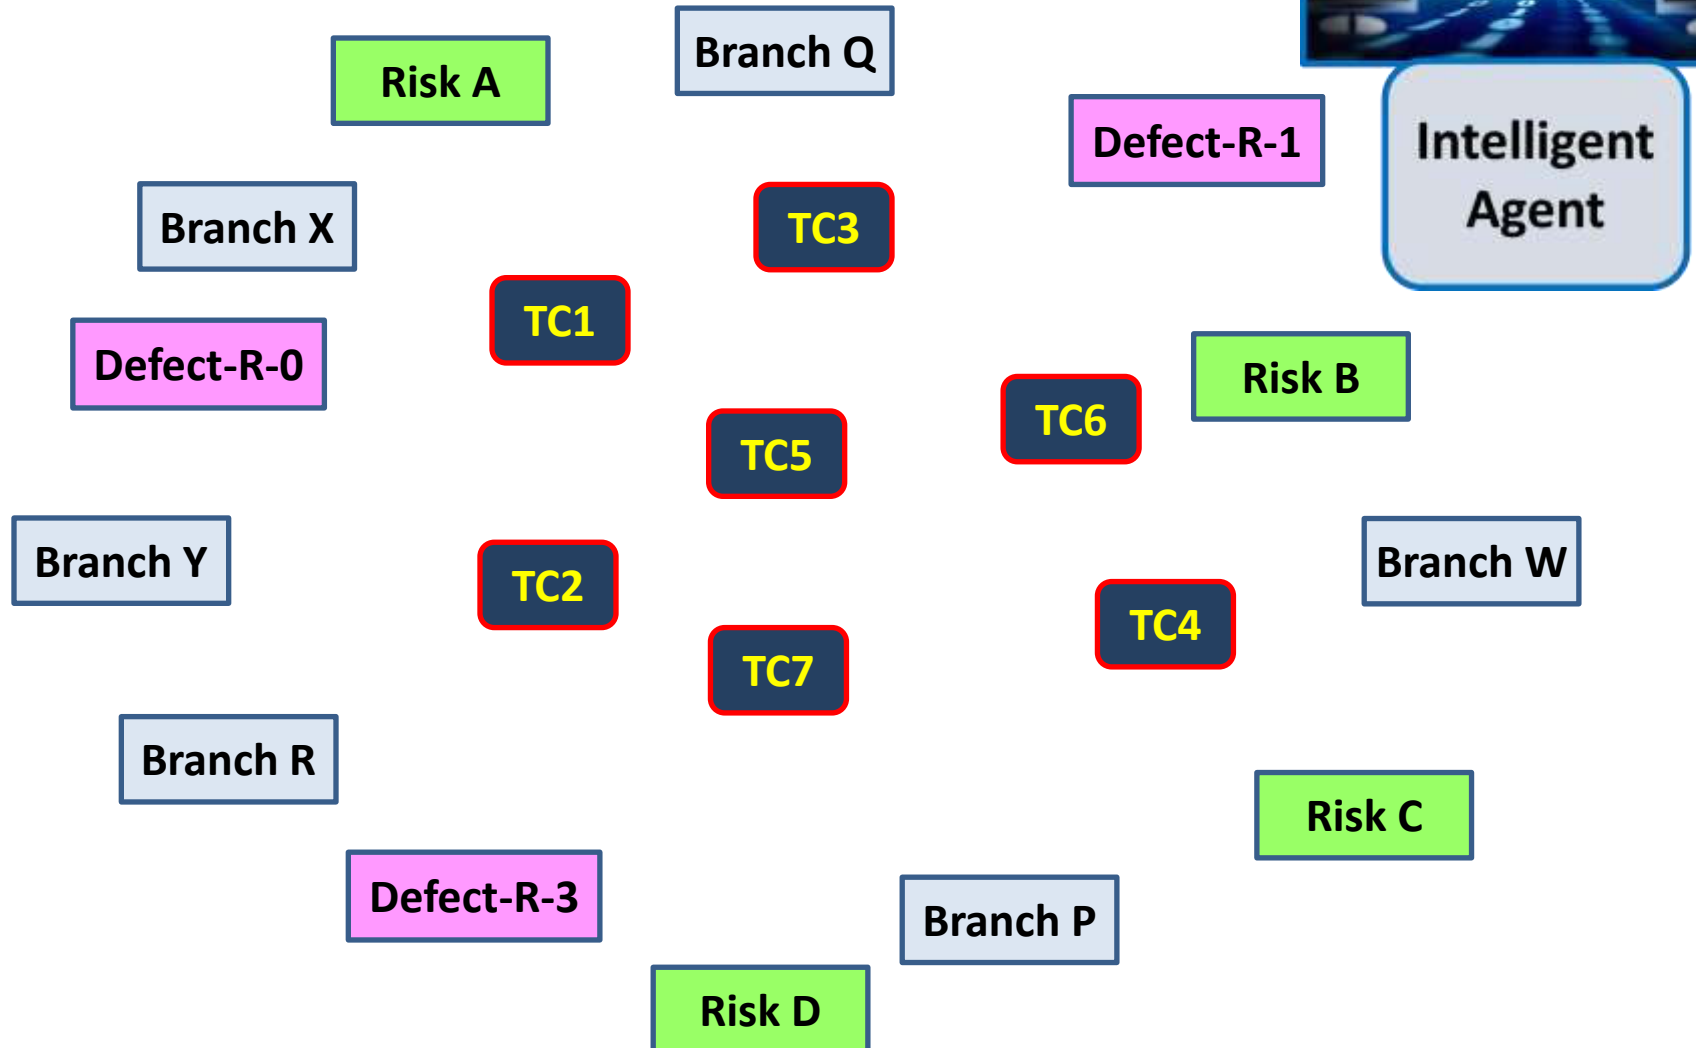 Branch Q
Risk A
Defect-R-1
Intelligent
Agent
Branch X
TC3
TC1
Defect-R-0
Risk B
TC6
TC5
Branch Y
TC2
Branch W
TC4
TC7
Branch R
Risk C
Defect-R-3
Branch P
Risk D